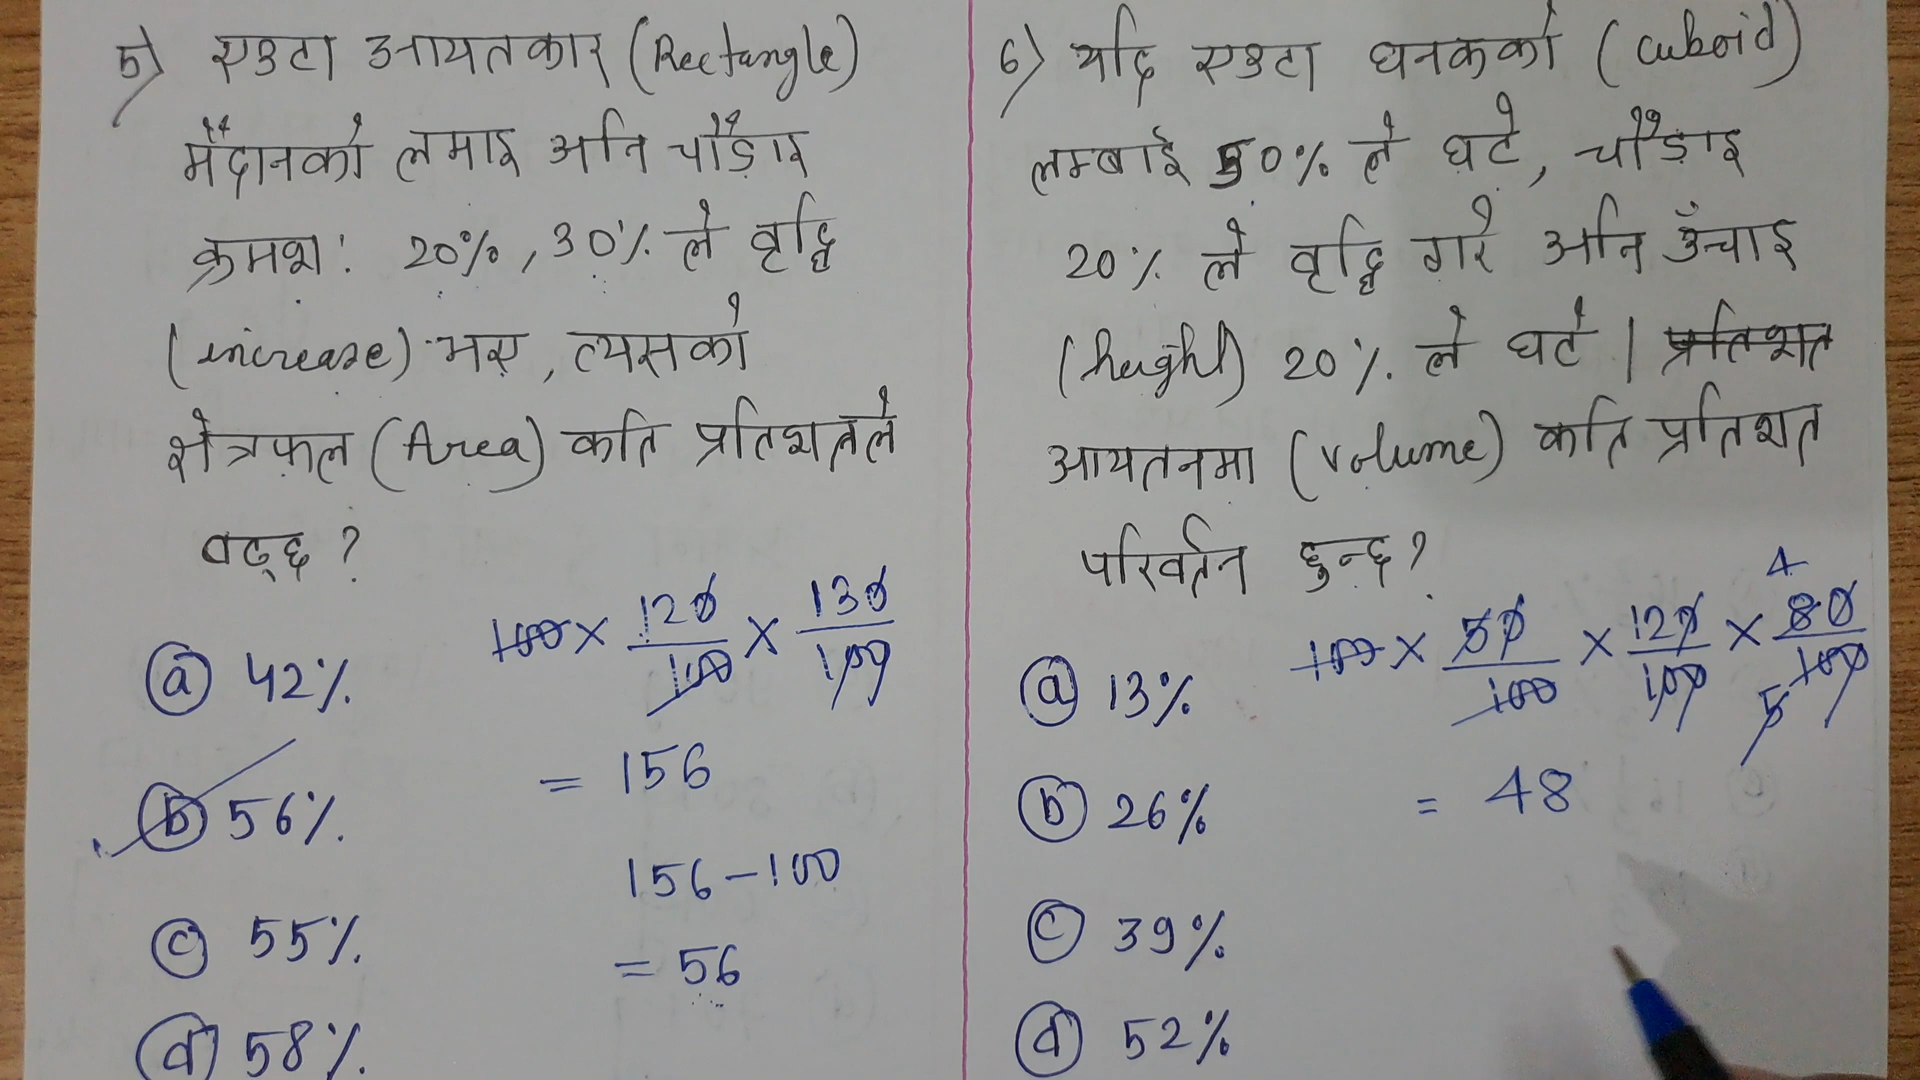 5) एउटा आयतकार (Rectangle)
मैदानको लमाइ अनि चौड़ाइ
क्रमश: 20%, 30% ले वृद्धि
(increase) भए, त्यसको
क्षेत्रफल (Area) कति प्रतिशतले
बढ्छ ?
100 × 120/100 × 130/100
(a) 42%
= 156
(b) 56%
156 - 100
(c) 55%
= 56
(d) 58%
6) यदि एउटा घनकको (Cuboid)
लम्बाई 50% ले घटे, चौड़ाइ
20% ले वृद्धि गरे अनि उँचाइ
(height) 20% ले घटे | प्रतिशत
आयतनमा (volume) कति प्रतिशत
परिवर्तन हुन्छ ?
4
100 × 50/100 × 120/100 × 80/100
5
(a) 13%
= 48
(b) 26%
(c) 39%
(d) 52%